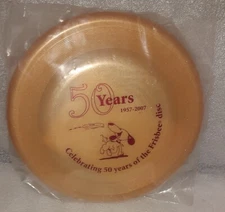 50 Years
1957-2007
Celebrating 50 years of the Frisbee® disc